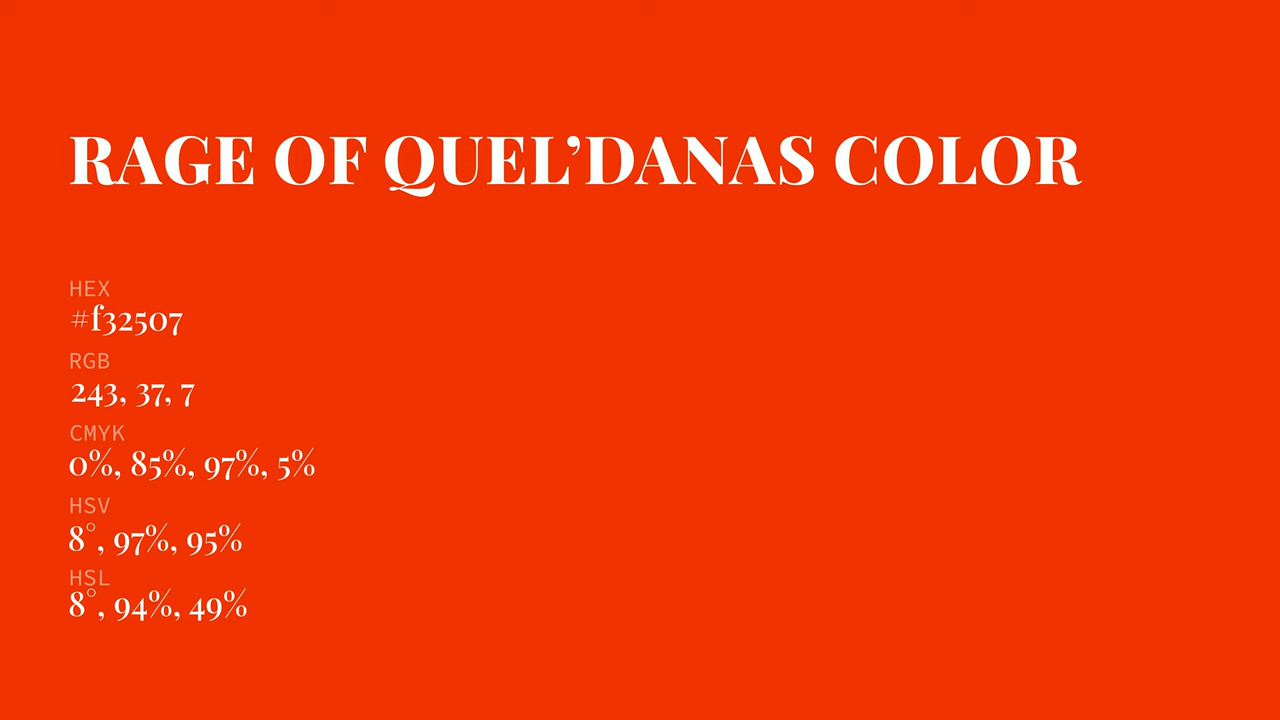 RAGE OF QUEL’DANAS COLOR
HEX
#f32507
RGB
243, 37, 7
CMYK
0%, 85%, 97%, 5%
HSV
8°, 97%, 95%
HSL
8°, 94%, 49%